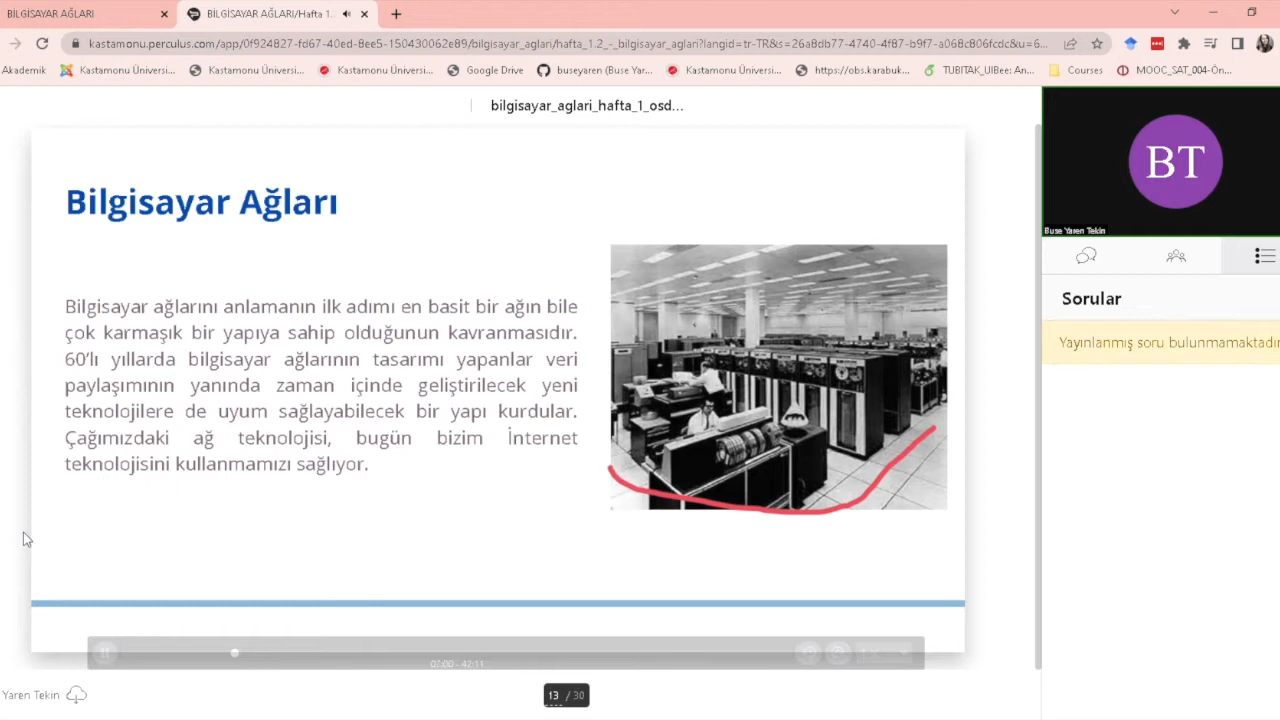 BİLGİSAYAR AĞLARI
BİLGİSAYAR AĞLARI/Hafta 1..
kastamonu.perculus.com/app/0f924827-fd67-40ed-8ee5-1504300620f9/bilgisayar_aglari/hafta_1.2_-_bilgisayar_aglari?langid=tr-TR&s=26a8db77-4740-4f87-b9f7-a068c806fcdc&u=6...
Akademik
Kastamonu Üniversi...
Kastamonu Üniversi...
Kastamonu Üniversi...
Google Drive
buseyaren (Buse Yar...
Kastamonu Üniversi...
https://obs.karabuk...
TUBITAK_UIBee: An...
Courses
MOOC_SAT_004-Ön...
bilgisayar_aglari_hafta_1_osd...
Bilgisayar Ağları
Bilgisayar ağlarını anlamanın ilk adımı en basit bir ağın bile
çok karmaşık bir yapıya sahip olduğunun kavranmasıdır.
60'lı yıllarda bilgisayar ağlarının tasarımı yapanlar veri
paylaşımının yanında zaman içinde geliştirilecek yeni
teknolojilere de uyum sağlayabilecek bir yapı kurdular.
Çağımızdaki ağ teknolojisi, bugün bizim İnternet
teknolojisini kullanmamızı sağlıyor.
BT
Buse Yaren Tekin
Sorular
Yayınlanmış soru bulunmamaktadır
Yaren Tekin
13 / 30